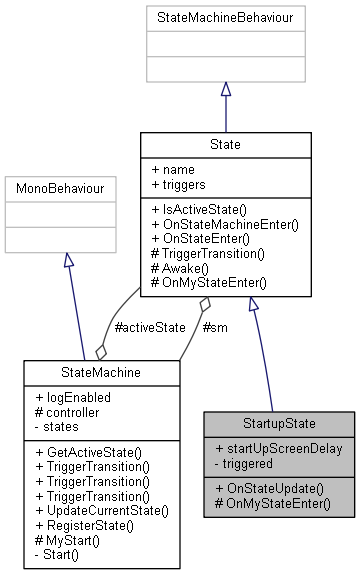 StateMachineBehaviour
State
+ name
+ triggers
+ IsActiveState()
+ OnStateMachineEnter()
+ OnStateEnter()
# TriggerTransition()
# Awake()
# OnMyStateEnter()
MonoBehaviour
#activeState
#sm
StateMachine
+ logEnabled
# controller
- states
+ GetActiveState()
+ TriggerTransition()
+ TriggerTransition()
+ TriggerTransition()
+ UpdateCurrentState()
+ RegisterState()
# MyStart()
- Start()
StartupState
+ startUpScreenDelay
- triggered
+ OnStateUpdate()
# OnMyStateEnter()